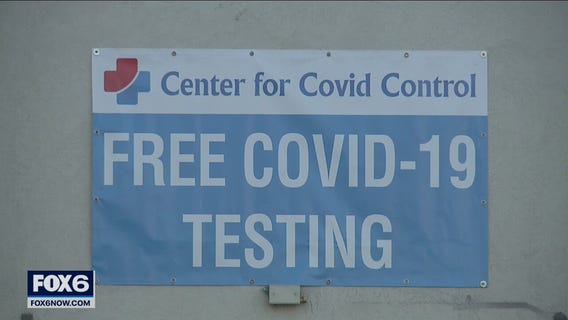 Center for Covid Control
FREE COVID-19
TESTING
FOX6
FOX6NOW.COM